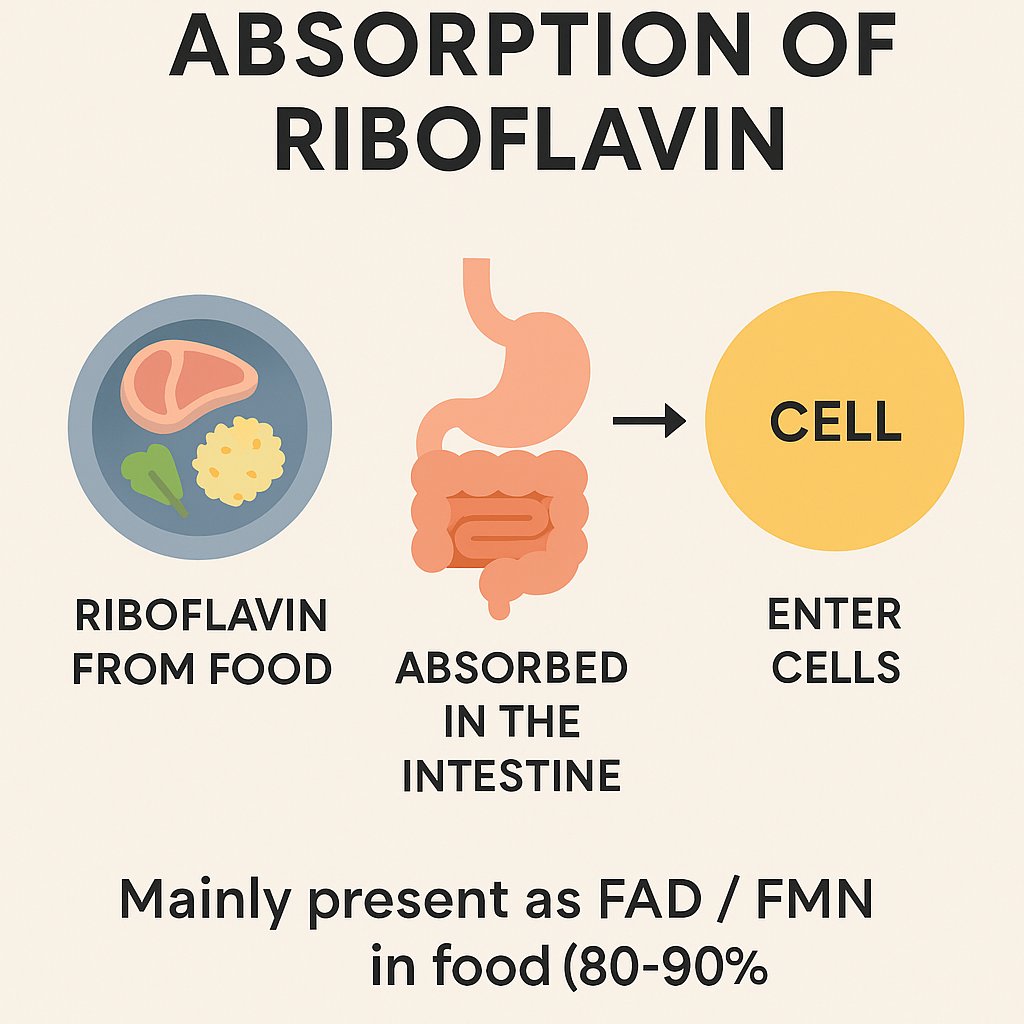 ABSORPTION OF
RIBOFLAVIN
CELL
RIBOFLAVIN
FROM FOOD
ABSORBED
IN THE
INTESTINE
ENTER
CELLS
Mainly present as FAD / FMN
in food (80-90%